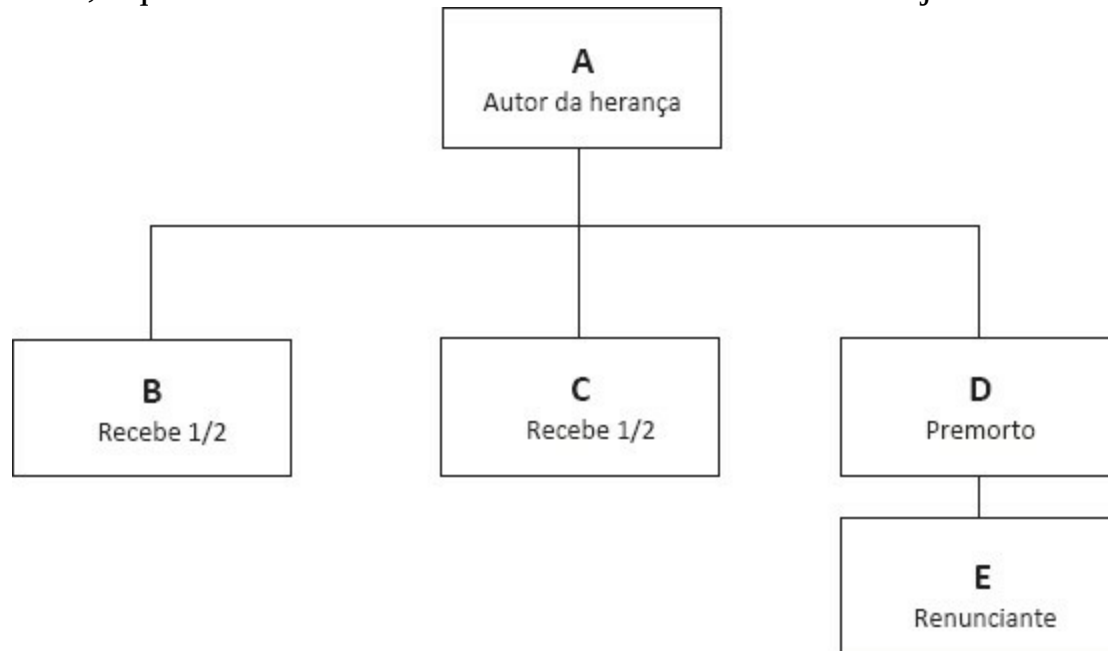 A
Autor da herança
B
Recebe 1/2
C
Recebe 1/2
D
Premorto
E
Renunciante